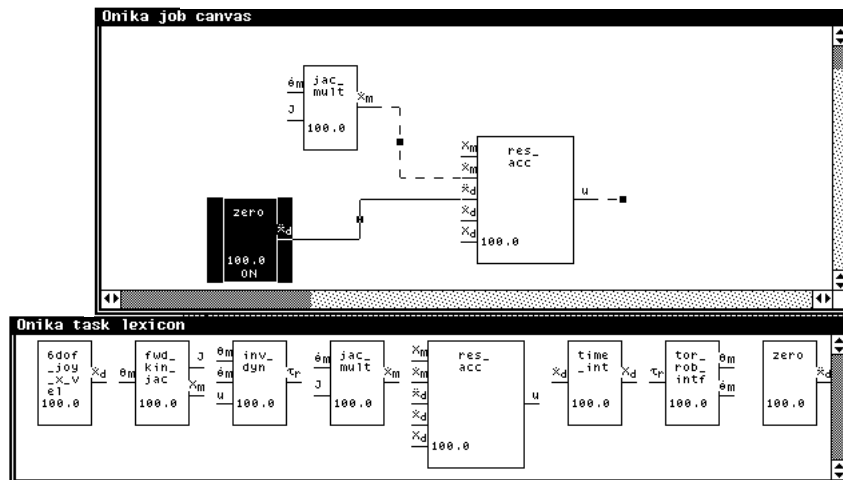 Onika job canvas
jac_
mult
100.0
θ̇m
J
ẋm
res_
acc
100.0
xm
ẋm
ẍd
ẋd
xd
u
zero
100.0
ON
ẍd
Onika task lexicon
6dof
_joy
_x_v
el
100.0
ẋd
fwd_
kin_
jac
100.0
θm
J
xm
inv_
dyn
100.0
θm
θ̇m
u
τr
jac_
mult
100.0
θ̇m
J
ẋm
res_
acc
100.0
xm
ẋm
ẍd
ẋd
xd
u
time
_int
100.0
ẋd
xd
tor_
rob_
intf
100.0
τr
θm
θ̇m
zero
100.0
ẍd